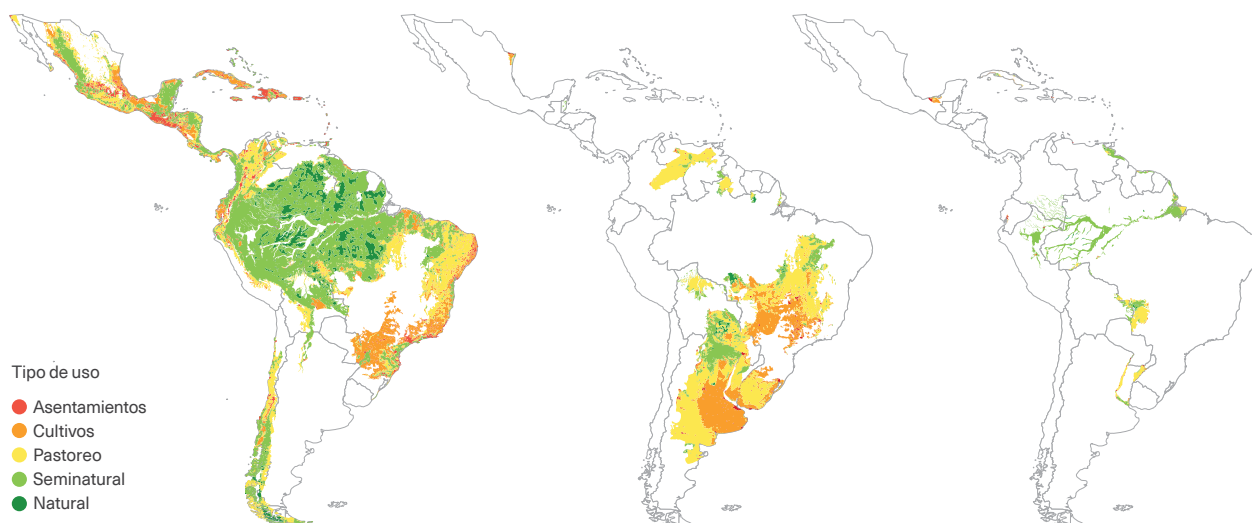 Tipo de uso
Asentamientos
Cultivos
Pastoreo
Seminatural
Natural